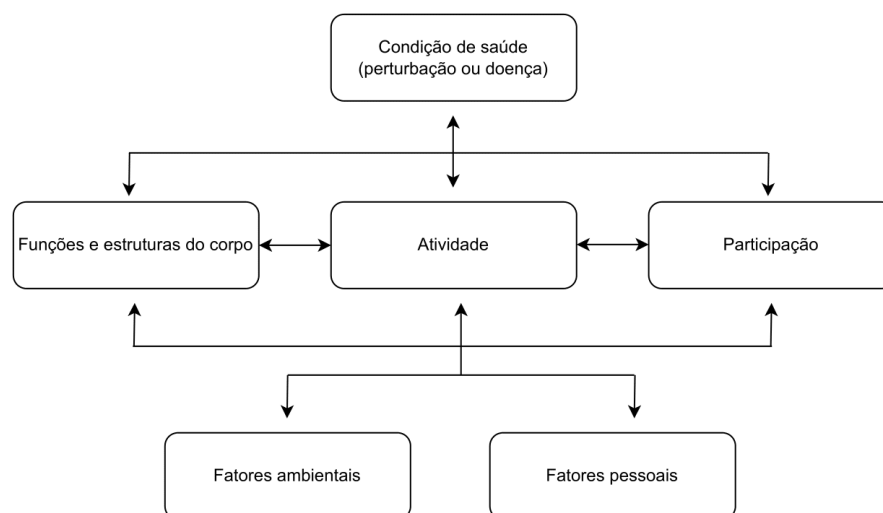 Condição de saúde
(perturbação ou doença)
Funções e estruturas do corpo
Atividade
Participação
Fatores ambientais
Fatores pessoais